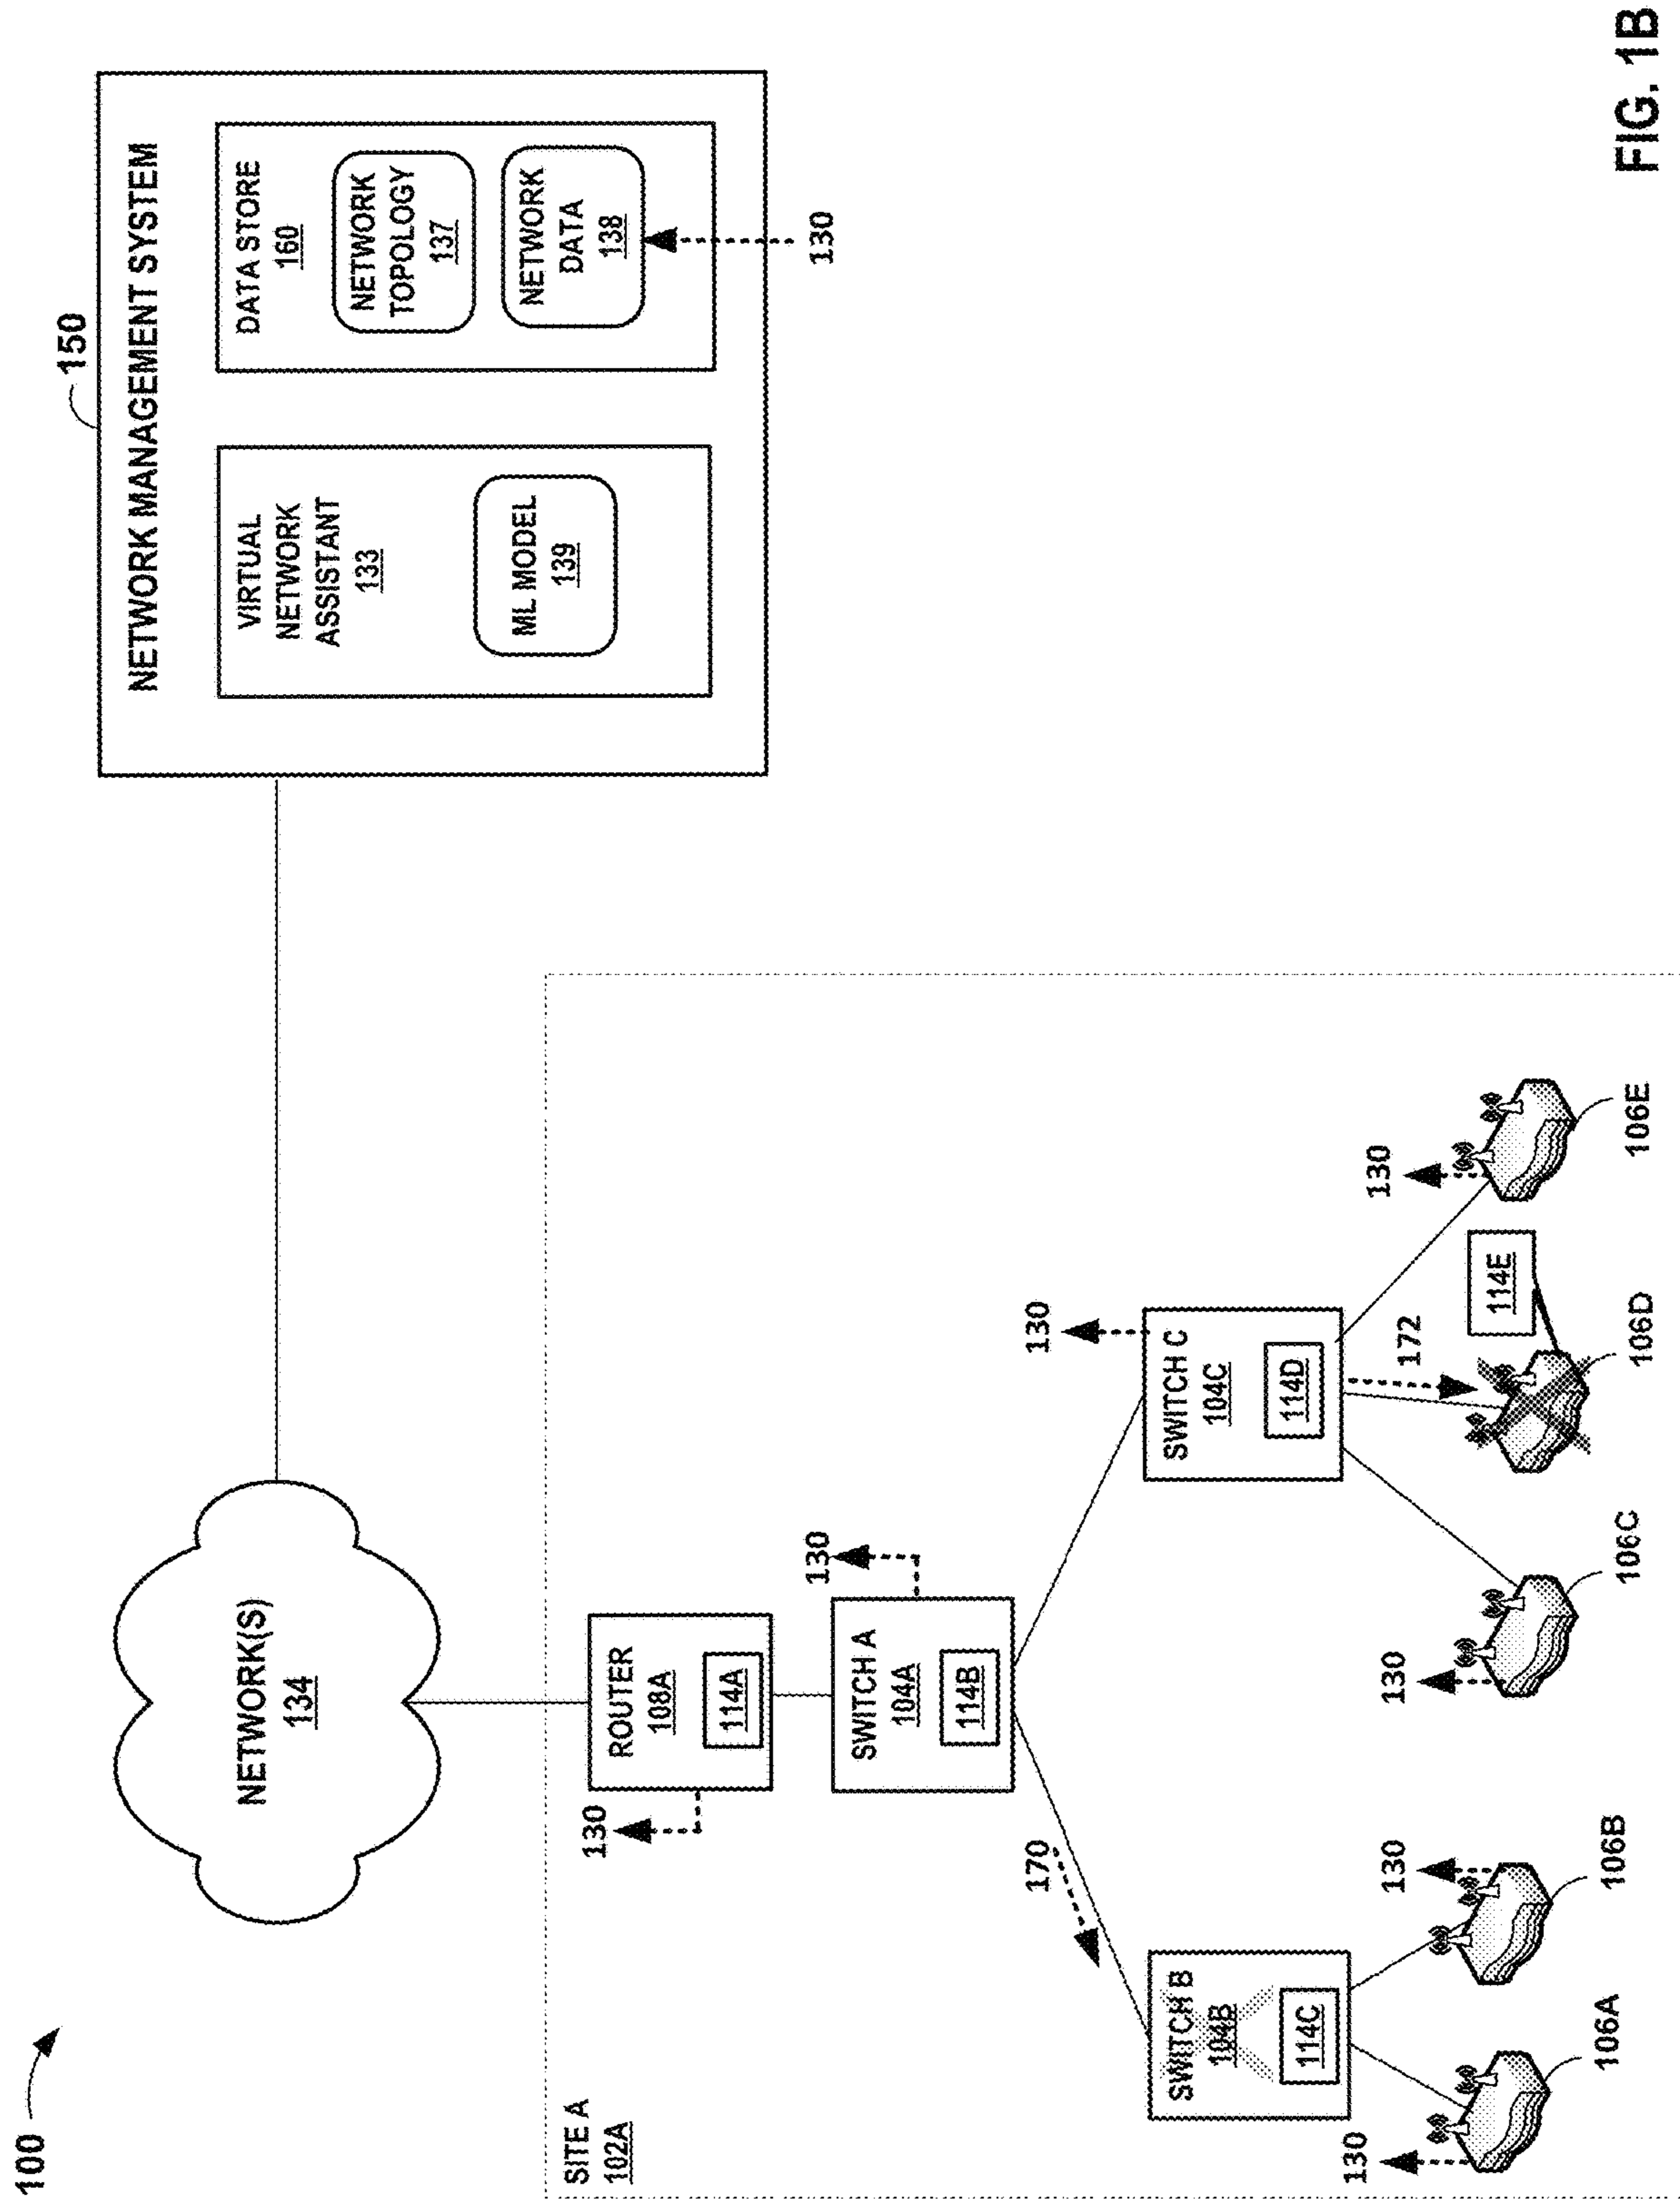 100
NETWORK(S)
134
150
NETWORK MANAGEMENT SYSTEM
VIRTUAL
NETWORK
ASSISTANT
133
ML MODEL
139
DATA STORE
160
NETWORK
TOPOLOGY
137
NETWORK
DATA
138
130
SITE A
102A
130
ROUTER
108A
114A
130
SWITCH A
104A
114B
170
130
SWITCH B
104B
114C
SWITCH C
104C
114D
172
130
130
130
130
114E
106A
106B
106C
106D
106E
FIG. 1B